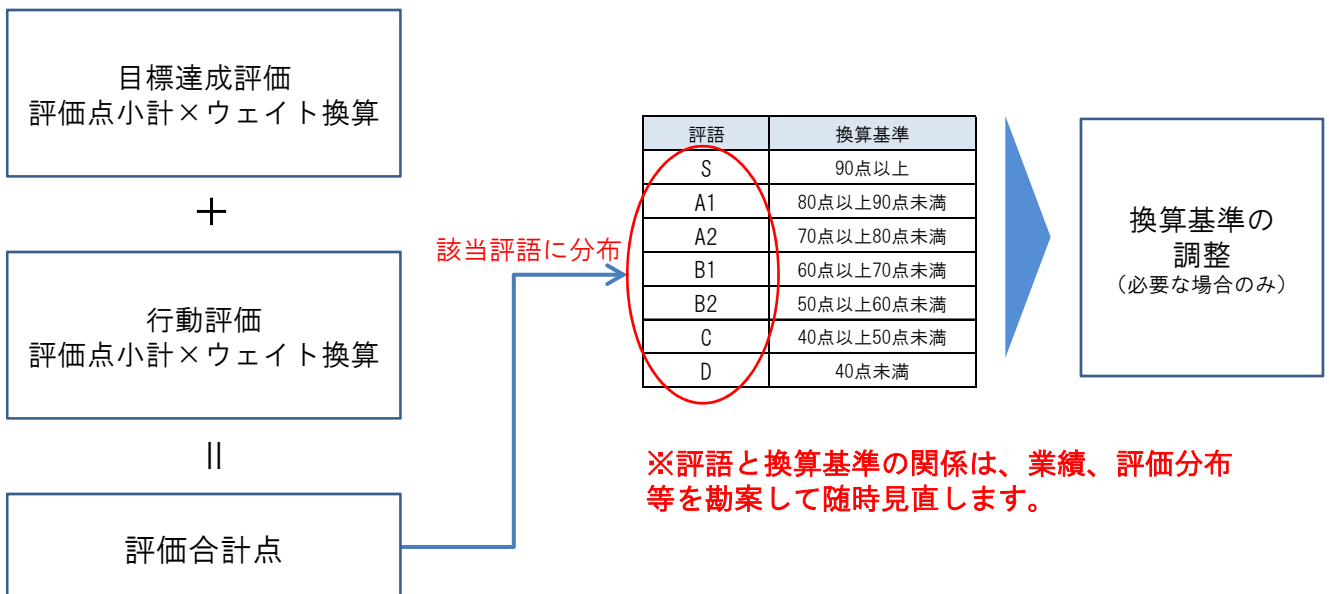 目標達成評価
評価点小計×ウェイト換算
＋
行動評価
評価点小計×ウェイト換算
＝
評価合計点
該当評語に分布
評語 換算基準
S 90点以上
A1 80点以上90点未満
A2 70点以上80点未満
B1 60点以上70点未満
B2 50点以上60点未満
C 40点以上50点未満
D 40点未満
※評語と換算基準の関係は、業績、評価分布
等を勘案して随時見直します。
換算基準の
調整
（必要な場合のみ）